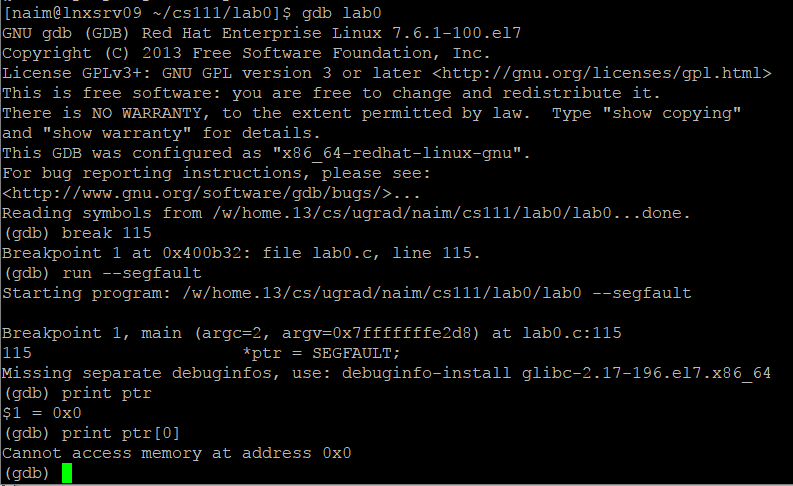 [naim@lnxsrv09 ~/cs111/lab0]$ gdb lab0
GNU gdb (GDB) Red Hat Enterprise Linux 7.6.1-100.el7
Copyright (C) 2013 Free Software Foundation, Inc.
License GPLv3+: GNU GPL version 3 or later <http://gnu.org/licenses/gpl.html>
This is free software: you are free to change and redistribute it.
There is NO WARRANTY, to the extent permitted by law.  Type "show copying"
and "show warranty" for details.
This GDB was configured as "x86_64-redhat-linux-gnu".
For bug reporting instructions, please see:
<http://www.gnu.org/software/gdb/bugs/>...
Reading symbols from /w/home.13/cs/ugrad/naim/cs111/lab0/lab0...done.
(gdb) break 115
Breakpoint 1 at 0x400b32: file lab0.c, line 115.
(gdb) run --segfault
Starting program: /w/home.13/cs/ugrad/naim/cs111/lab0/lab0 --segfault

Breakpoint 1, main (argc=2, argv=0x7fffffffe2d8) at lab0.c:115
115                     *ptr = SEGFAULT;
Missing separate debuginfos, use: debuginfo-install glibc-2.17-196.el7.x86_64
(gdb) print ptr
$1 = 0x0
(gdb) print ptr[0]
Cannot access memory at address 0x0
(gdb)